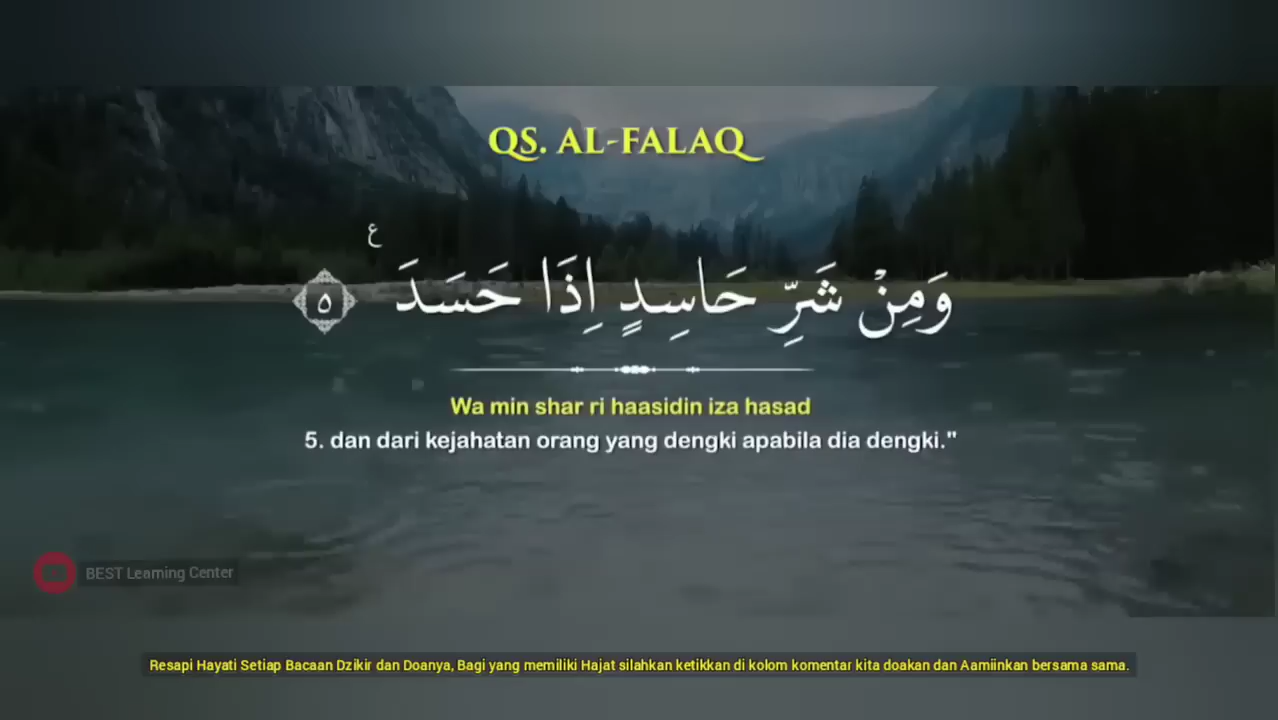 QS. AL-FALAQ
ع
وَمِنْ شَرِّ حَاسِدٍ اِذَا حَسَدَ ٥
Wa min shar ri haasidin iza hasad
5. dan dari kejahatan orang yang dengki apabila dia dengki."
BEST Learning Center
Resapi Hayati Setiap Bacaan Dzikir dan Doanya, Bagi yang memiliki Hajat silahkan ketikkan di kolom komentar kita doakan dan Aamiinkan bersama sama.